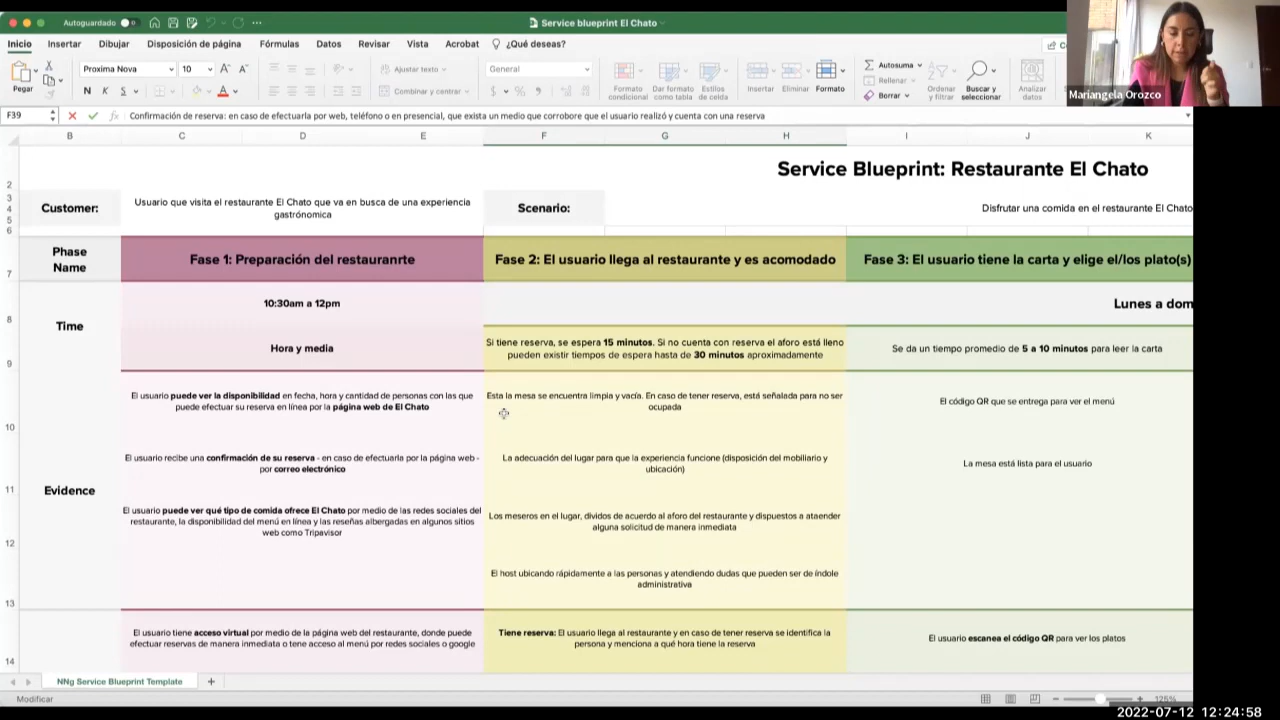 Autoguardado
Service blueprint El Chato
Inicio Insertar Dibujar Disposición de página Fórmulas Datos Revisar Vista Acrobat ¿Qué deseas?
Pegar
Proxima Nova 10
N K S
Ajustar texto
Combinar y centrar
General
Formato condicional
Dar formato como tabla
Estilos de celda
Insertar Eliminar Formato
Autosuma
Rellenar
Borrar
Ordenar y filtrar
Buscar y seleccionar
Analizar datos
Mariangela Orozco
F39 Confirmación de reserva: en caso de efectuarla por web, teléfono o en presencial, que exista un medio que corrobore que el usuario realizó y cuenta con una reserva
B C D E F G H I J K
2 Service Blueprint: Restaurante El Chato
3
4
5
6
Customer:
Usuario que visita el restaurante El Chato que va en busca de una experiencia
gastrónomica
Scenario:
Disfrutar una comida en el restaurante El Chato
7
Phase
Name
Fase 1: Preparación del restauranrte
Fase 2: El usuario llega al restaurante y es acomodado
Fase 3: El usuario tiene la carta y elige el/los plato(s)
8
Time
10:30am a 12pm
Lunes a dom
9
Hora y media
Si tiene reserva, se espera 15 minutos. Si no cuenta con reserva el aforo está lleno
pueden existir tiempos de espera hasta de 30 minutos aproximadamente
Se da un tiempo promedio de 5 a 10 minutos para leer la carta
10
El usuario puede ver la disponibilidad en fecha, hora y cantidad de personas con las que
puede efectuar su reserva en línea por la página web de El Chato
Esta la mesa se encuentra limpia y vacía. En caso de tener reserva, está señalada para no ser
ocupada
El código QR que se entrega para ver el menú
11
Evidence
El usuario recibe una confirmación de su reserva - en caso de efectuarla por la página web -
por correo electrónico
La adecuación del lugar para que la experiencia funcione (disposición del mobiliario y
ubicación)
La mesa está lista para el usuario
12
El usuario puede ver qué tipo de comida ofrece El Chato por medio de las redes sociales del
restaurante, la disponibilidad del menú en línea y las reseñas albergadas en algunos sitios
web como Tripavisor
Los meseros en el lugar, dividos de acuerdo al aforo del restaurante y dispuestos a ataender
alguna solicitud de manera inmediata
13
El host ubicando rápidamente a las personas y atendiendo dudas que pueden ser de índole
administrativa
14
El usuario tiene acceso virtual por medio de la página web del restaurante, donde puede
efectuar reservas de manera inmediata o tene acceso al menú por redes sociales o google
Tiene reserva: El usuario llega al restaurante y en caso de tener reserva se identifica la
persona y menciona a qué hora tiene la reserva
El usuario escanea el código QR para ver los platos
NNg Service Blueprint Template
Modificar
125%
2022-07-12 12:24:58